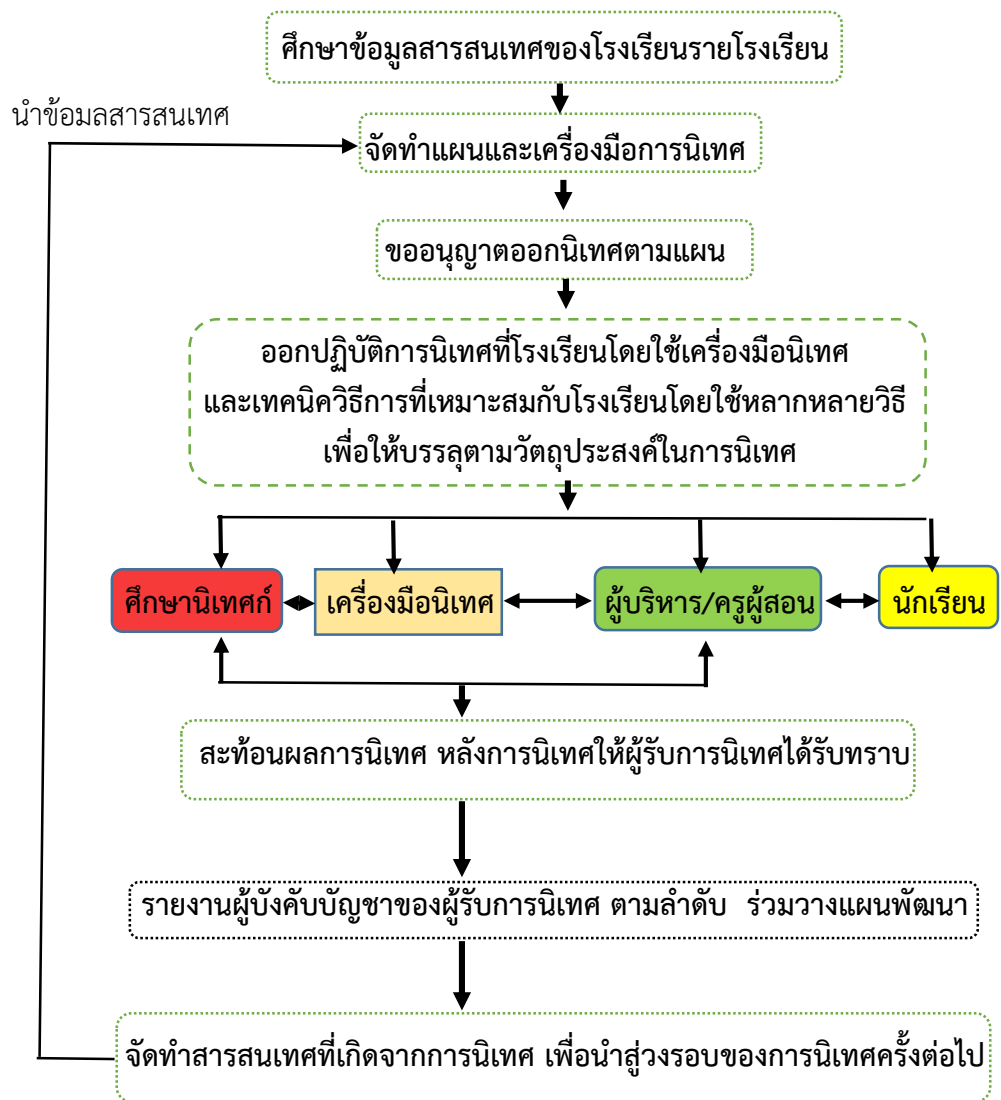 ศึกษาข้อมูลสารสนเทศของโรงเรียนรายโรงเรียน
นำข้อมลสารสนเทศ
จัดทำแผนและเครื่องมือการนิเทศ
ขออนุญาตออกนิเทศตามแผน
ออกปฏิบัติการนิเทศที่โรงเรียนโดยใช้เครื่องมือนิเทศ
และเทคนิควิธีการที่เหมาะสมกับโรงเรียนโดยใช้หลากหลายวิธี
เพื่อให้บรรลุตามวัตถุประสงค์ในการนิเทศ
ศึกษานิเทศก์
เครื่องมือนิเทศ
ผู้บริหาร/ครูผู้สอน
นักเรียน
สะท้อนผลการนิเทศ หลังการนิเทศให้ผู้รับการนิเทศได้รับทราบ
รายงานผู้บังคับบัญชาของผู้รับการนิเทศ ตามลำดับ ร่วมวางแผนพัฒนา
จัดทำสารสนเทศที่เกิดจากการนิเทศ เพื่อนำสู่วงรอบของการนิเทศครั้งต่อไป